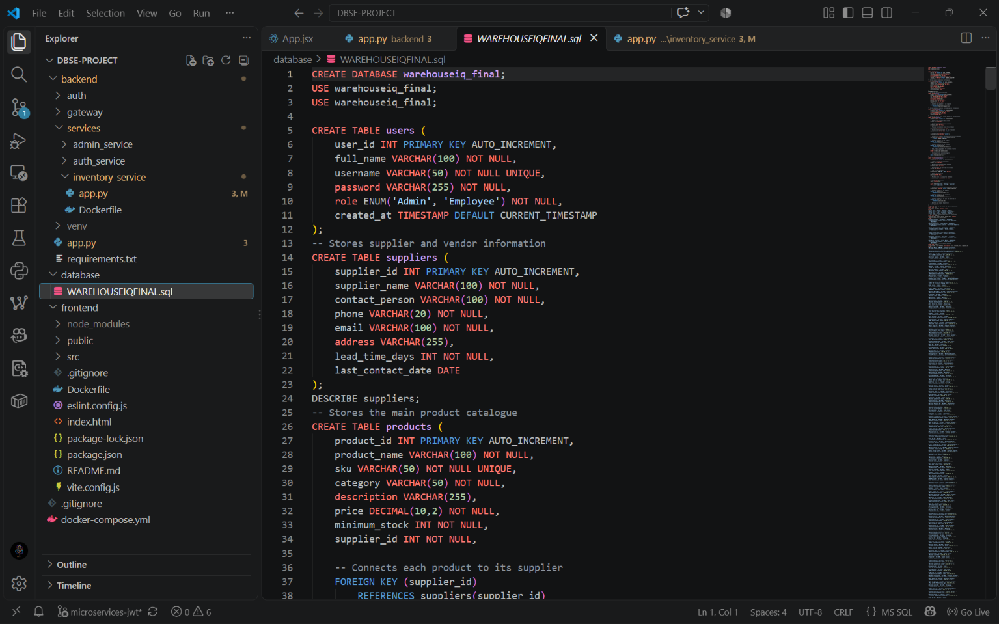 File Edit Selection View Go Run ···
DBSE-PROJECT
Explorer
DBSE-PROJECT
backend
auth
gateway
services
admin_service
auth_service
inventory_service
app.py 3, M
Dockerfile
venv
app.py 3
requirements.txt
database
WAREHOUSEIQFINAL.sql
frontend
node_modules
public
src
.gitignore
Dockerfile
eslint.config.js
index.html
package-lock.json
package.json
README.md
vite.config.js
.gitignore
docker-compose.yml
Outline
Timeline
1
App.jsx
app.py backend 3
WAREHOUSEIQFINAL.sql
app.py ...\inventory_service 3, M
database > WAREHOUSEIQFINAL.sql
1 CREATE DATABASE warehouseiq_final;
2 USE warehouseiq_final;
3 USE warehouseiq_final;
4
5 CREATE TABLE users (
6 user_id INT PRIMARY KEY AUTO_INCREMENT,
7 full_name VARCHAR(100) NOT NULL,
8 username VARCHAR(50) NOT NULL UNIQUE,
9 password VARCHAR(255) NOT NULL,
10 role ENUM('Admin', 'Employee') NOT NULL,
11 created_at TIMESTAMP DEFAULT CURRENT_TIMESTAMP
12 );
13 -- Stores supplier and vendor information
14 CREATE TABLE suppliers (
15 supplier_id INT PRIMARY KEY AUTO_INCREMENT,
16 supplier_name VARCHAR(100) NOT NULL,
17 contact_person VARCHAR(100) NOT NULL,
18 phone VARCHAR(20) NOT NULL,
19 email VARCHAR(100) NOT NULL,
20 address VARCHAR(255),
21 lead_time_days INT NOT NULL,
22 last_contact_date DATE
23 );
24 DESCRIBE suppliers;
25 -- Stores the main product catalogue
26 CREATE TABLE products (
27 product_id INT PRIMARY KEY AUTO_INCREMENT,
28 product_name VARCHAR(100) NOT NULL,
29 sku VARCHAR(50) NOT NULL UNIQUE,
30 category VARCHAR(50) NOT NULL,
31 description VARCHAR(255),
32 price DECIMAL(10,2) NOT NULL,
33 minimum_stock INT NOT NULL,
34 supplier_id INT NOT NULL,
35
36 -- Connects each product to its supplier
37 FOREIGN KEY (supplier_id)
38 REFERENCES suppliers(supplier_id)
microservices-jwt* 0 6
Ln 1, Col 1 Spaces: 4 UTF-8 CRLF { } MS SQL Go Live